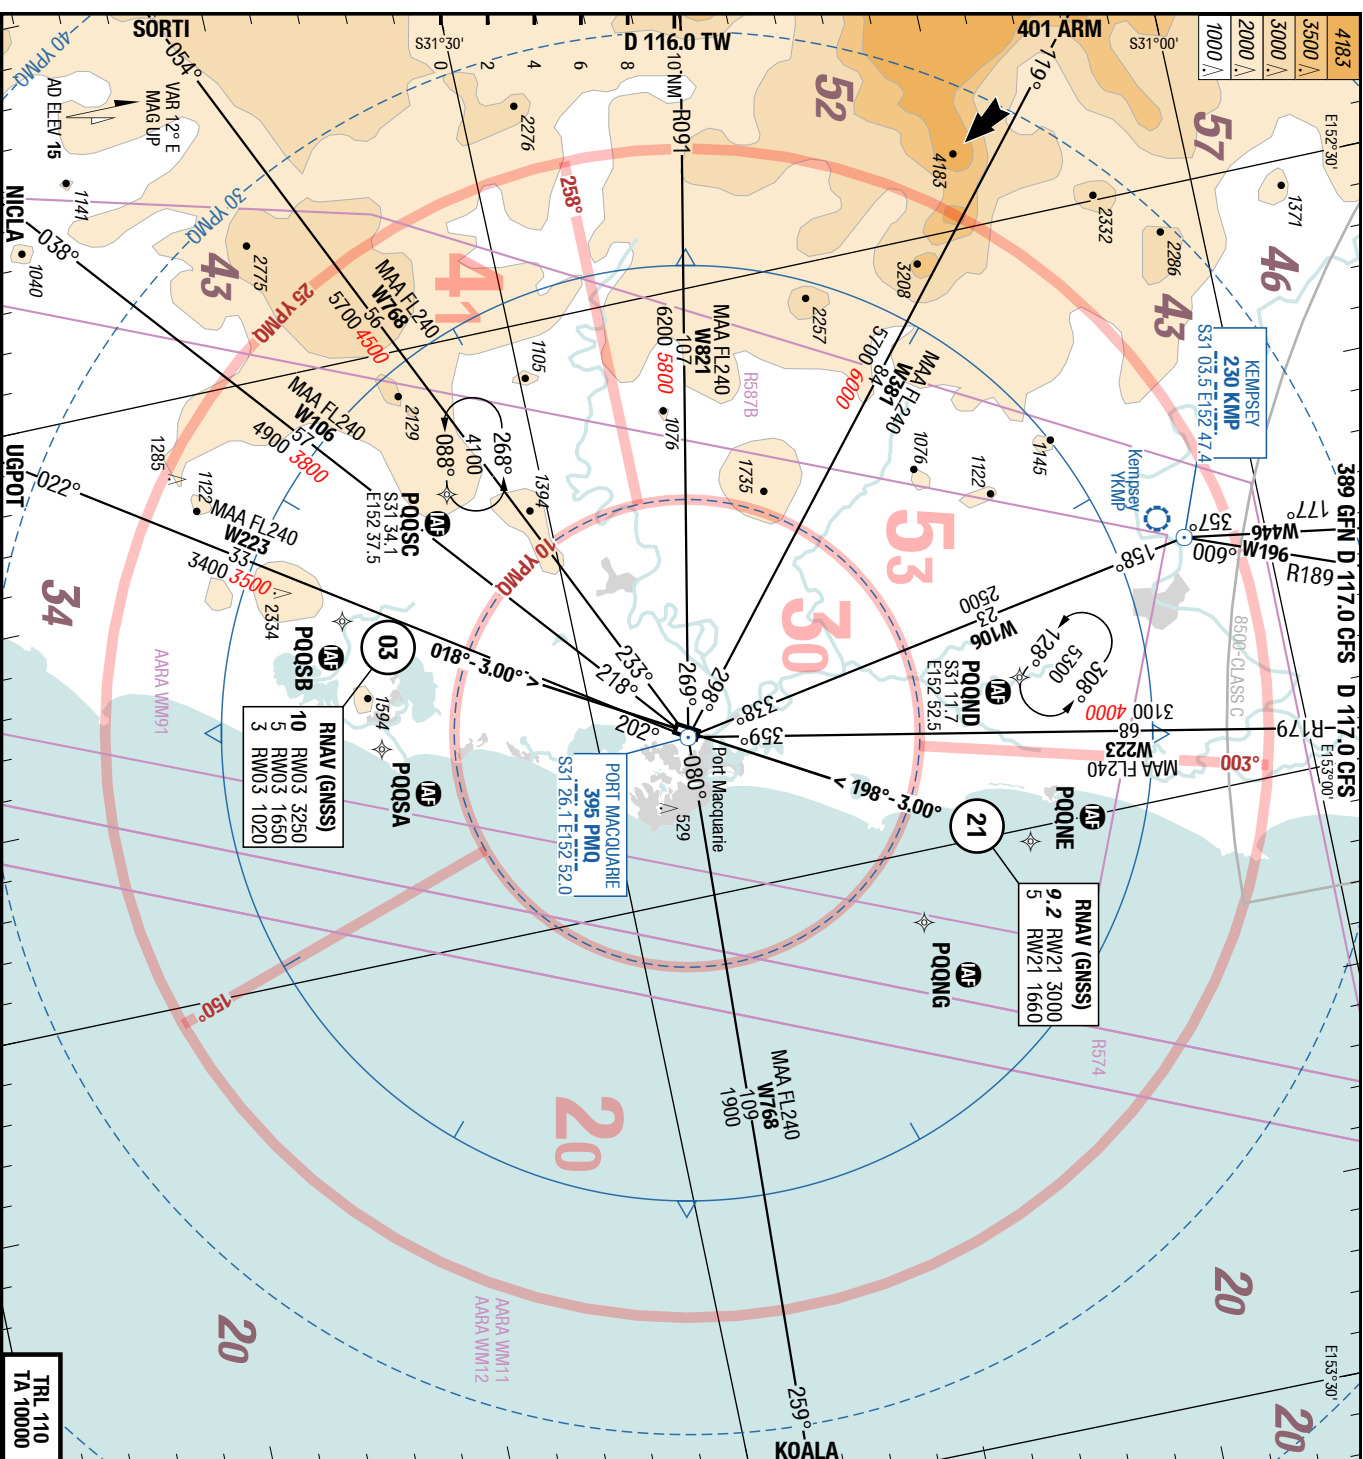 SORTI
054°
40 YPMQ
S31°30'
D 116.0 TW
401 ARM
119°
S31°00'
4183
3500
3000
2000
1000
E152°30'
0
2
4
6
8
10 NM
R091
VAR 12° E
MAG UP
AD ELEV 15
52
57
2276
4183
1371
1141
2332
2286
258°
30 YPMQ
NICLA
038°
1040
43
2775
41
46
3208
43
25 YPMQ
MAA FL240
W768
56
5700 4500
MAA FL240
W821
107
6200 5800
2257
MAA FL240
W381
84
5700 6000
KEMPSEY
230 KMP
S31 03.5 E152 47.4
R587B
1105
2129
1076
MAA FL240
W106
57
4900 3800
268°
4100
088°
1285
1122
1394
1735
1076
1122
1145
Kempsey
YKMP
389 GFN
D 117.0 CFS
D 117.0 CFS
177°
357°
W446
W196
009°
R189
UGPOT
022°
IAF
PQQSC
S31 34.1
E152 37.5
MAA FL240
W223
33
3400 3500
10 YPMQ
53
158°
2500
23
W106
34
2334
30
8500-CLASS C
128°
5300
308°
IAF
PQQSB
03
018°-3.00° >
233°
218°
202°
269°
298°
338°
359°
IAF
PQQND
S31 11.7
E152 52.5
3100 4000
68
W223
MAA FL240
R179
003°
E153°00'
AARA WM91
1594
RNAV (GNSS)
10 RW03 3250
5 RW03 1650
3 RW03 1020
IAF
PQQSA
PORT MACQUARIE
395 PMQ
S31 26.1 E152 52.0
Port Macquarie
080°
529
< 198°-3.00°
21
IAF
PQQNE
RNAV (GNSS)
9.2 RW21 3000
5 RW21 1660
IAF
PQQNG
150°
R574
MAA FL240
W768
109
1900
20
20
AARA WM11
AARA WM12
20
20
E153°30'
259°
KOALA
TRL 110
TA 10000